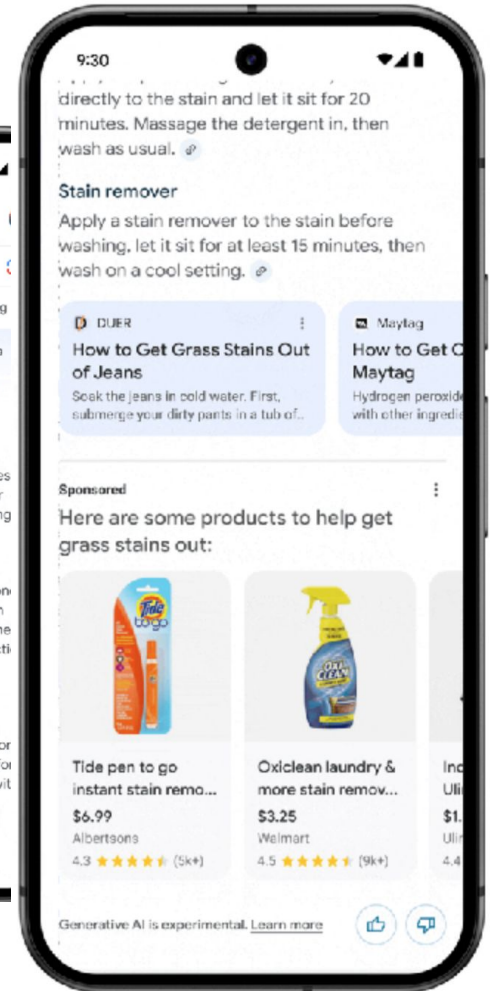 9:30
directly to the stain and let it sit for 20
minutes. Massage the detergent in, then
wash as usual.
Stain remover
Apply a stain remover to the stain before
washing, let it sit for at least 15 minutes, then
wash on a cool setting.
DUER
How to Get Grass Stains Out
of Jeans
Soak the jeans in cold water. First,
submerge your dirty pants in a tub of..
Maytag
How to Get
Maytag
Hydrogen
with other
Sponsored
Here are some products to help get
grass stains out:
Tide
to go
OXI
CLEAN
Tide pen to go
instant stain remo...
$6.99
Albertsons
4.3 (5k+)
Oxiclean laundry &
more stain remov...
$3.25
Walmart
4.5 (9k+)
$1.
4.4
Generative AI is experimental. Learn more